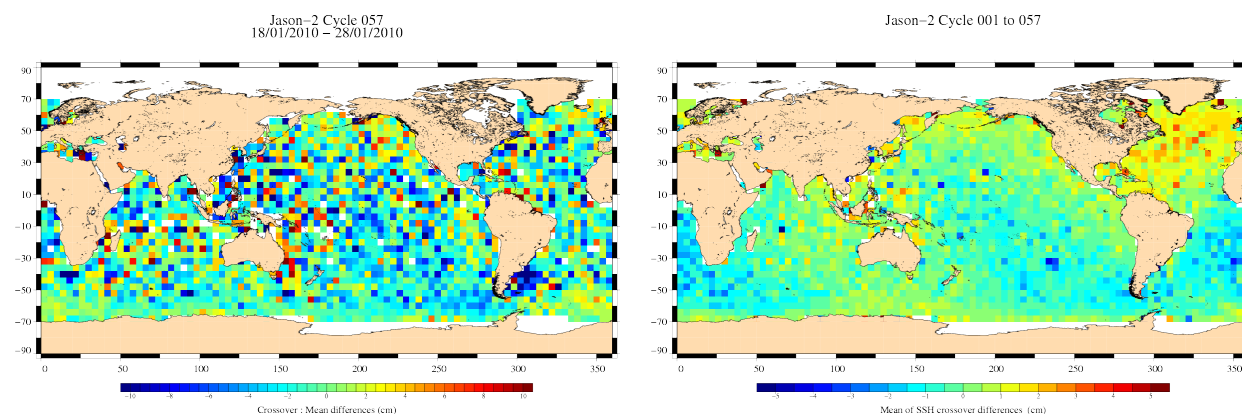 Jason-2 Cycle 057
18/01/2010 - 28/01/2010
90
70
50
30
10
-10
-30
-50
-70
-90
0 50 100 150 200 250 300 350
-10 -8 -6 -4 -2 0 2 4 6 8 10
Crossover : Mean differences (cm)
Jason-2 Cycle 001 to 057
90
70
50
30
10
-10
-30
-50
-70
-90
0 50 100 150 200 250 300 350
-5 -4 -3 -2 -1 0 1 2 3 4 5
Mean of SSH crossover differences (cm)